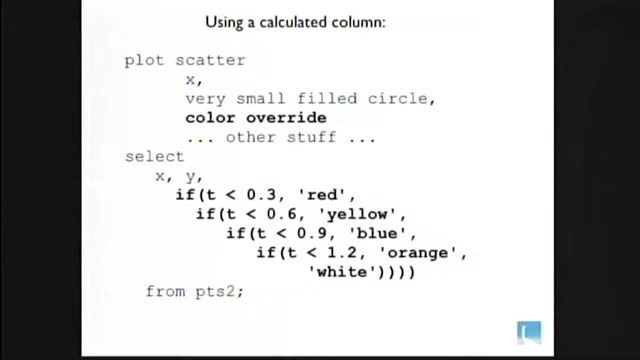 Using a calculated column:
plot scatter
x,
very small filled circle,
color override
... other stuff ...
select
x, y,
if(t < 0.3, 'red',
if(t < 0.6, 'yellow',
if(t < 0.9, 'blue',
if(t < 1.2, 'orange',
'white'))))
from pts2;